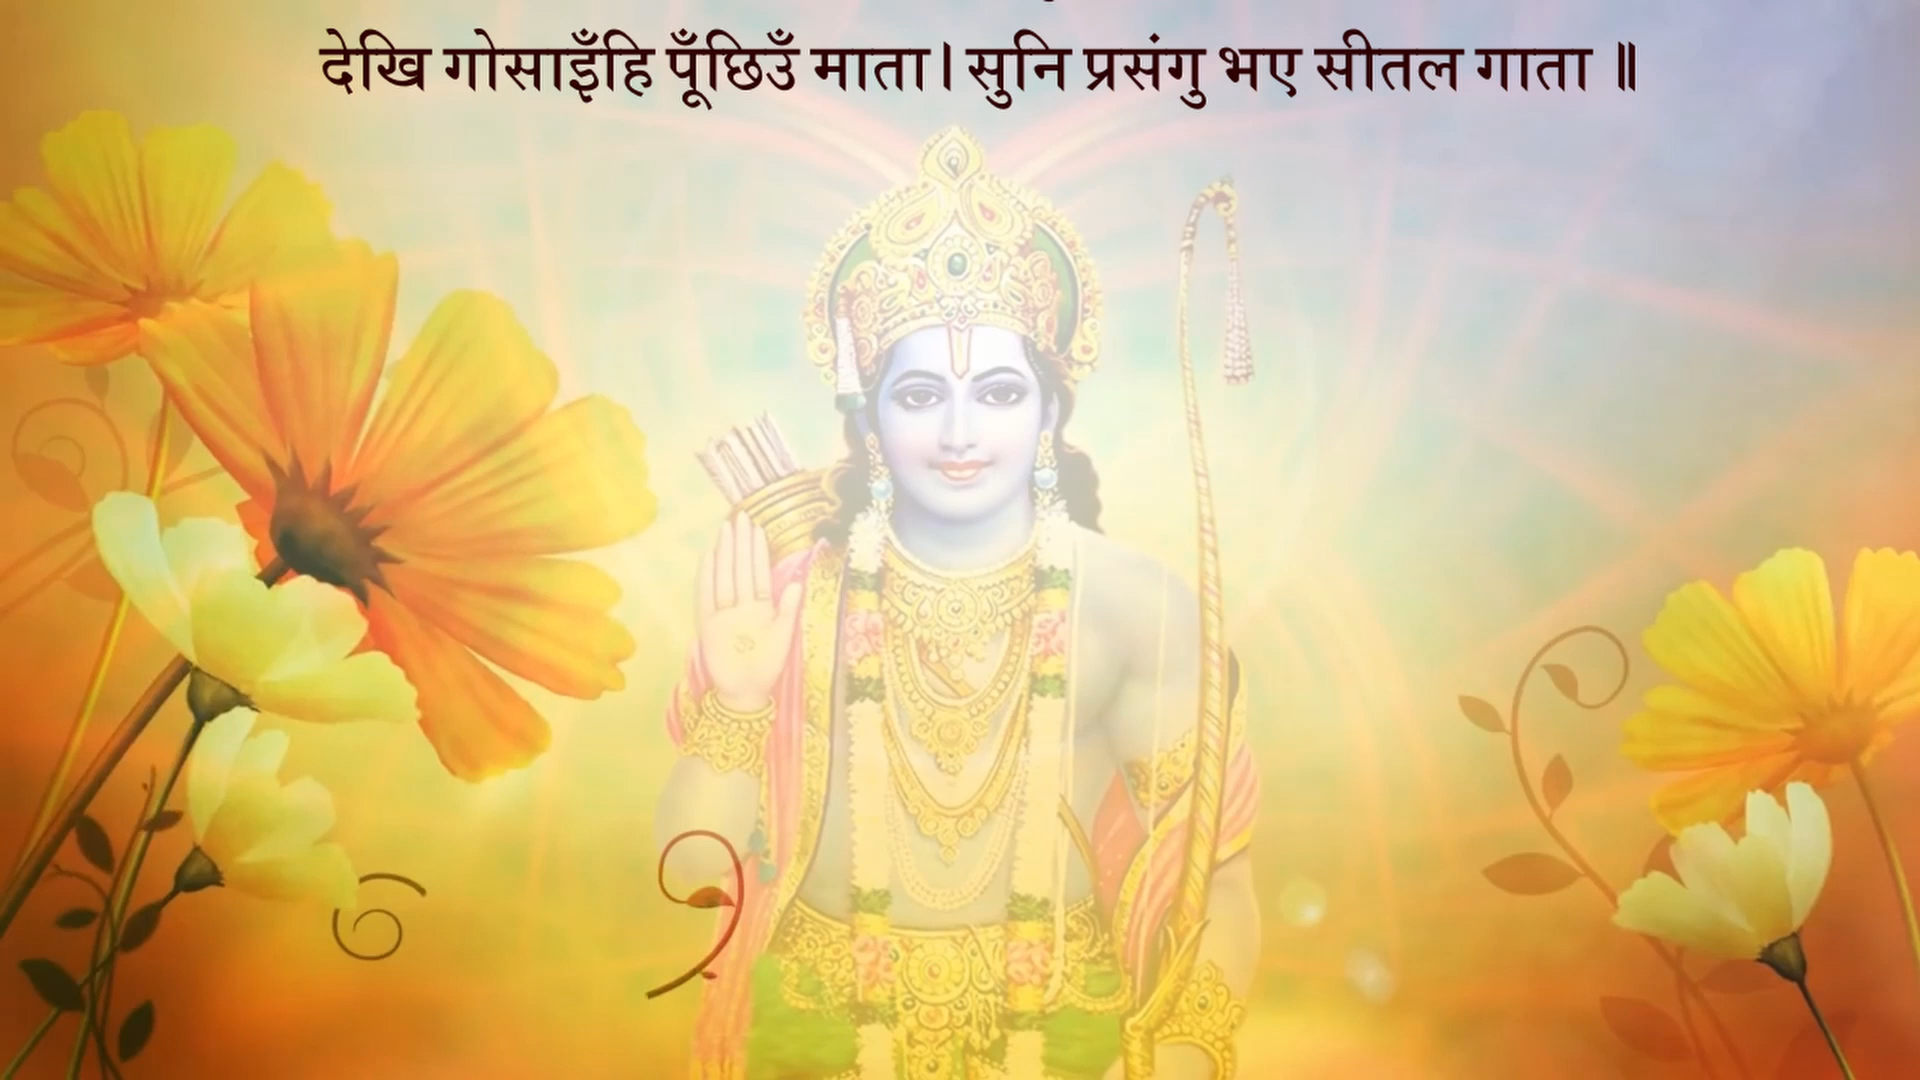 देखि गोसाइँहि पूँछिउँ माता। सुनि प्रसंगु भए सीतल गाता ॥